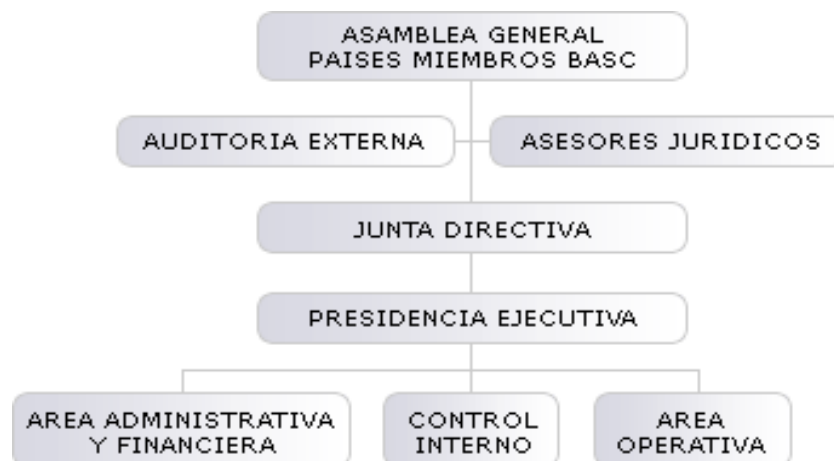 ASAMBLEA GENERAL
PAISES MIEMBROS BASC
AUDITORIA EXTERNA
ASESORES JURIDICOS
JUNTA DIRECTIVA
PRESIDENCIA EJECUTIVA
AREA ADMINISTRATIVA
Y FINANCIERA
CONTROL
INTERNO
AREA
OPERATIVA